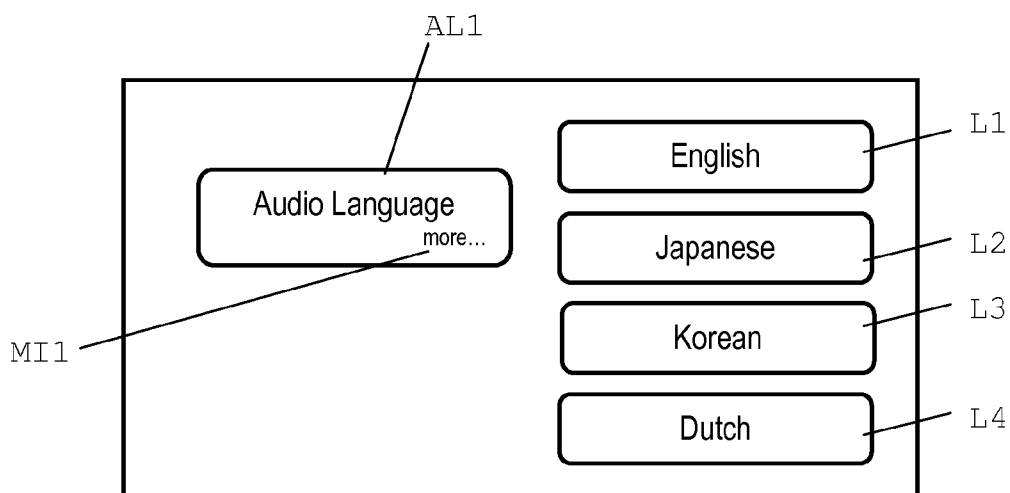 AL1
English
L1
Audio Language
more...
Japanese
L2
L3
Korean
MI1
Dutch
L4